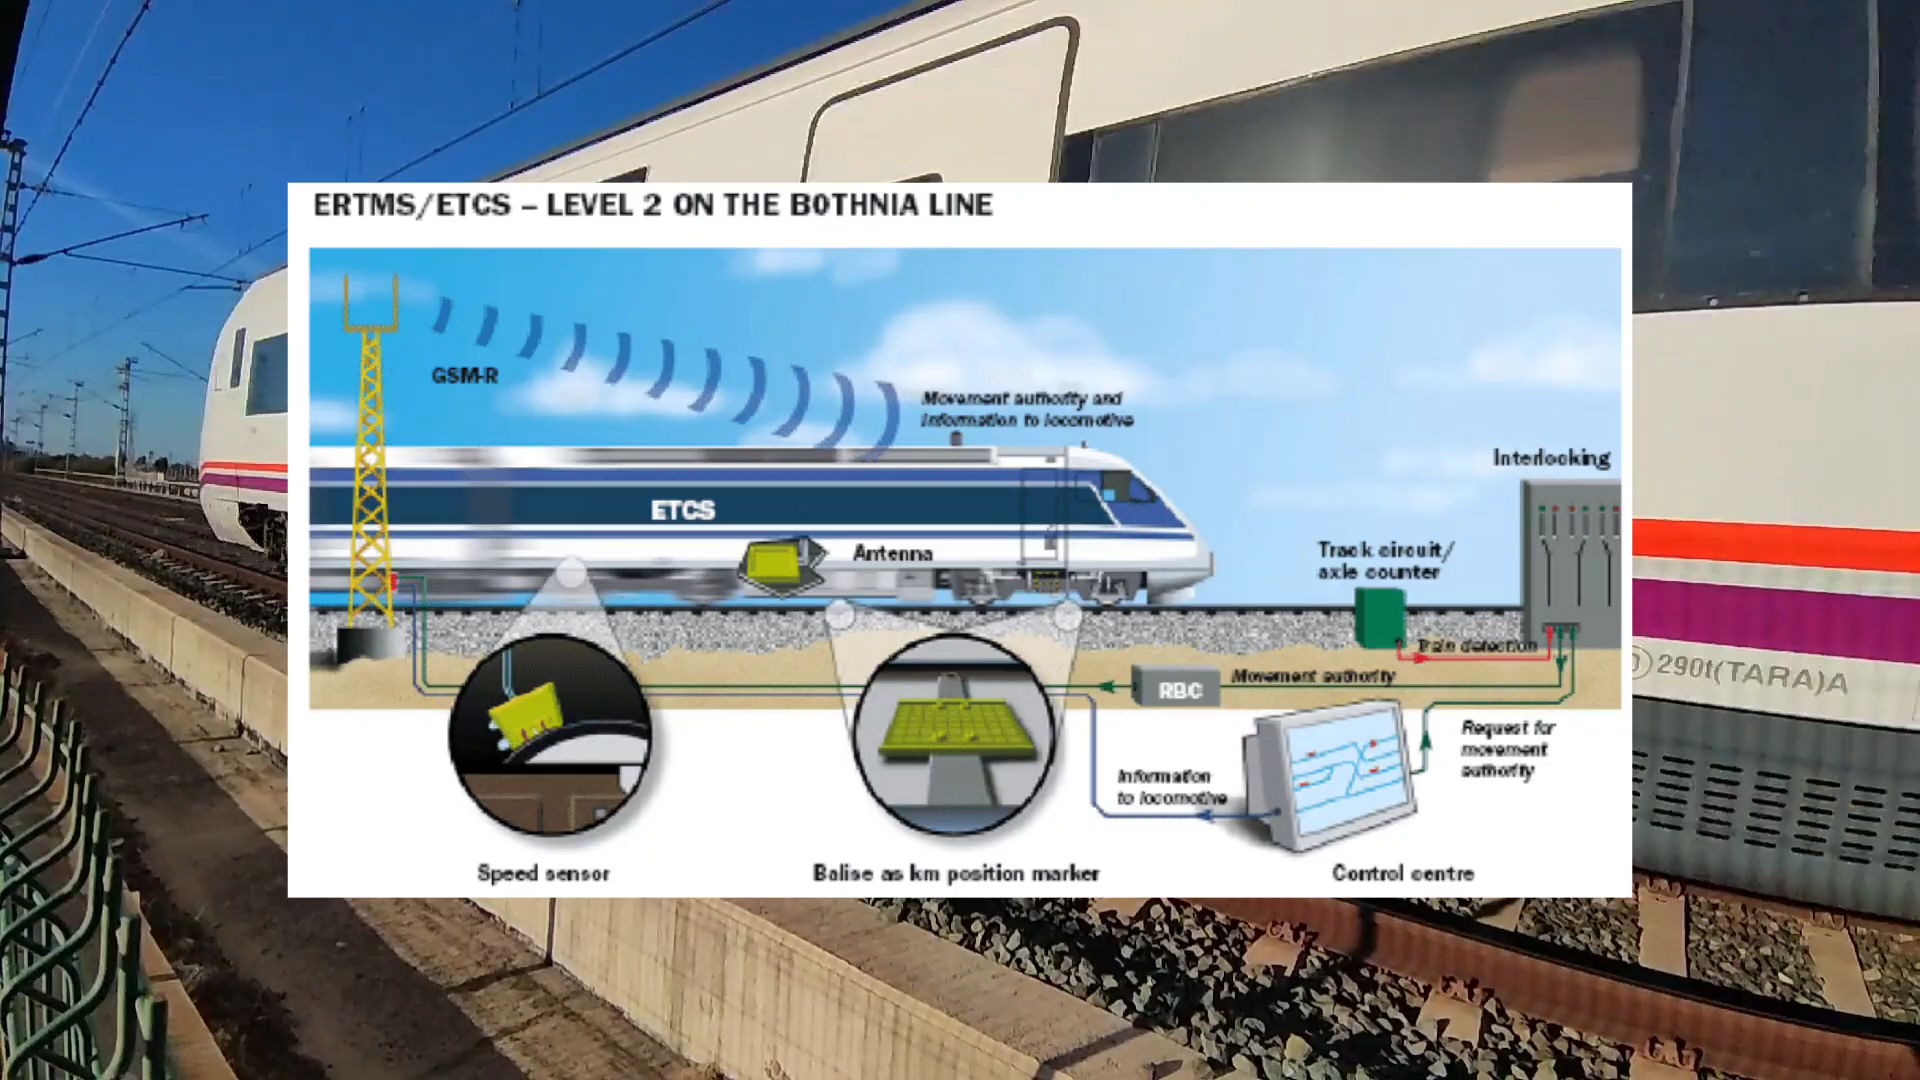 ERTMS/ETCS – LEVEL 2 ON THE BOTHNIA LINE
GSM-R
Movement authority and
information to locomotive
Interlocking
ETCS
Antenna
Track circuit/
axle counter
Train detection
Movement authority
RBC
290t(TARA)A
Request for
movement
authority
Information
to locomotive
Speed sensor
Balise as km position marker
Control centre